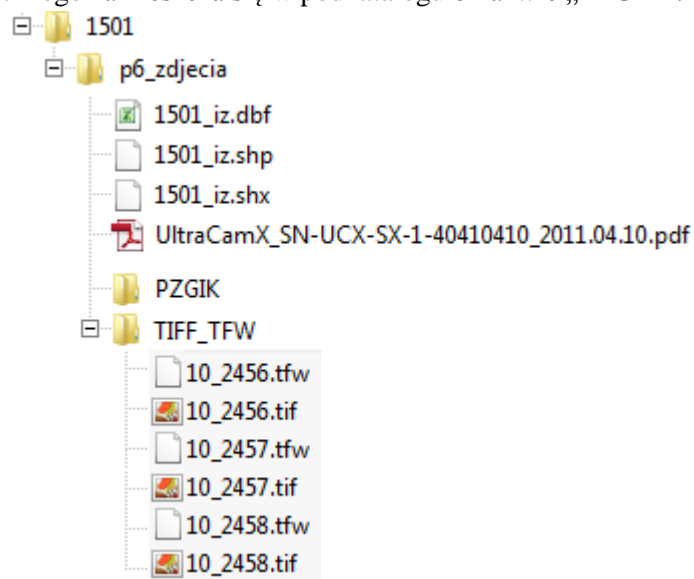 1501
p6_zdjecia
1501_iz.dbf
1501_iz.shp
1501_iz.shx
UltraCamX_SN-UCX-SX-1-40410410_2011.04.10.pdf
PZGIK
TIFF_TFW
10_2456.tfw
10_2456.tif
10_2457.tfw
10_2457.tif
10_2458.tfw
10_2458.tif